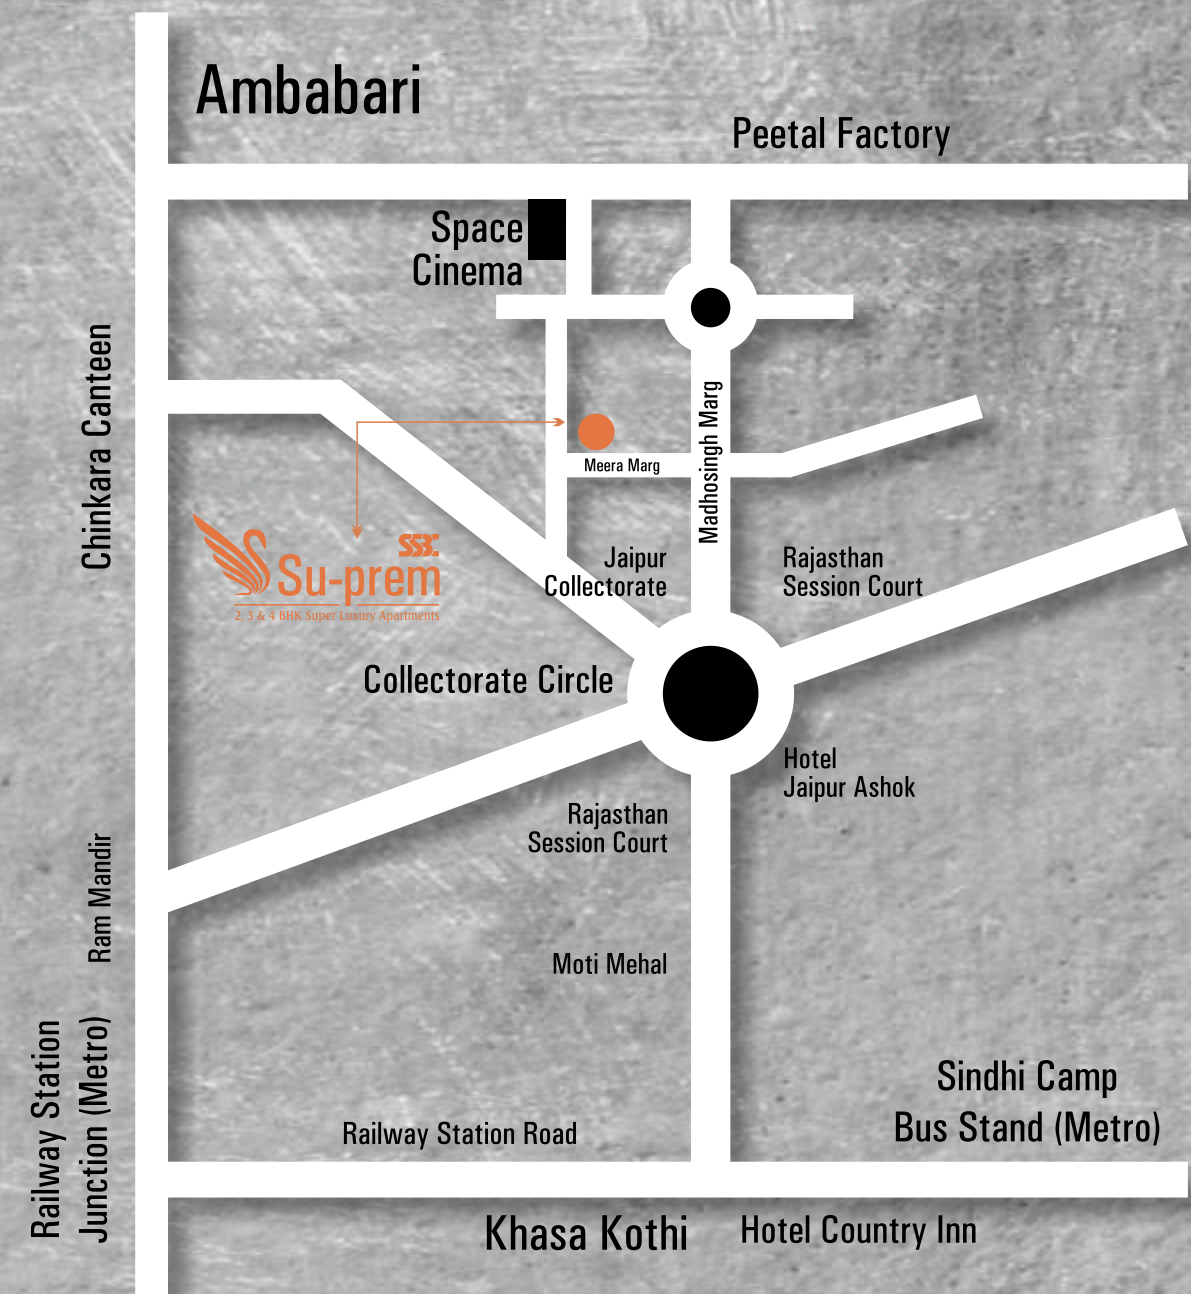 Ambabari
Peetal Factory
Space
Cinema
Chinkara Canteen
Madhosingh Marg
Meera Marg
SSBC
Su-prem
2, 3 & 4 BHK Super Luxury Apartments
Jaipur
Collectorate
Rajasthan
Session Court
Collectorate Circle
Hotel
Jaipur Ashok
Rajasthan
Session Court
Ram Mandir
Moti Mehal
Railway Station
Junction (Metro)
Sindhi Camp
Bus Stand (Metro)
Railway Station Road
Khasa Kothi
Hotel Country Inn